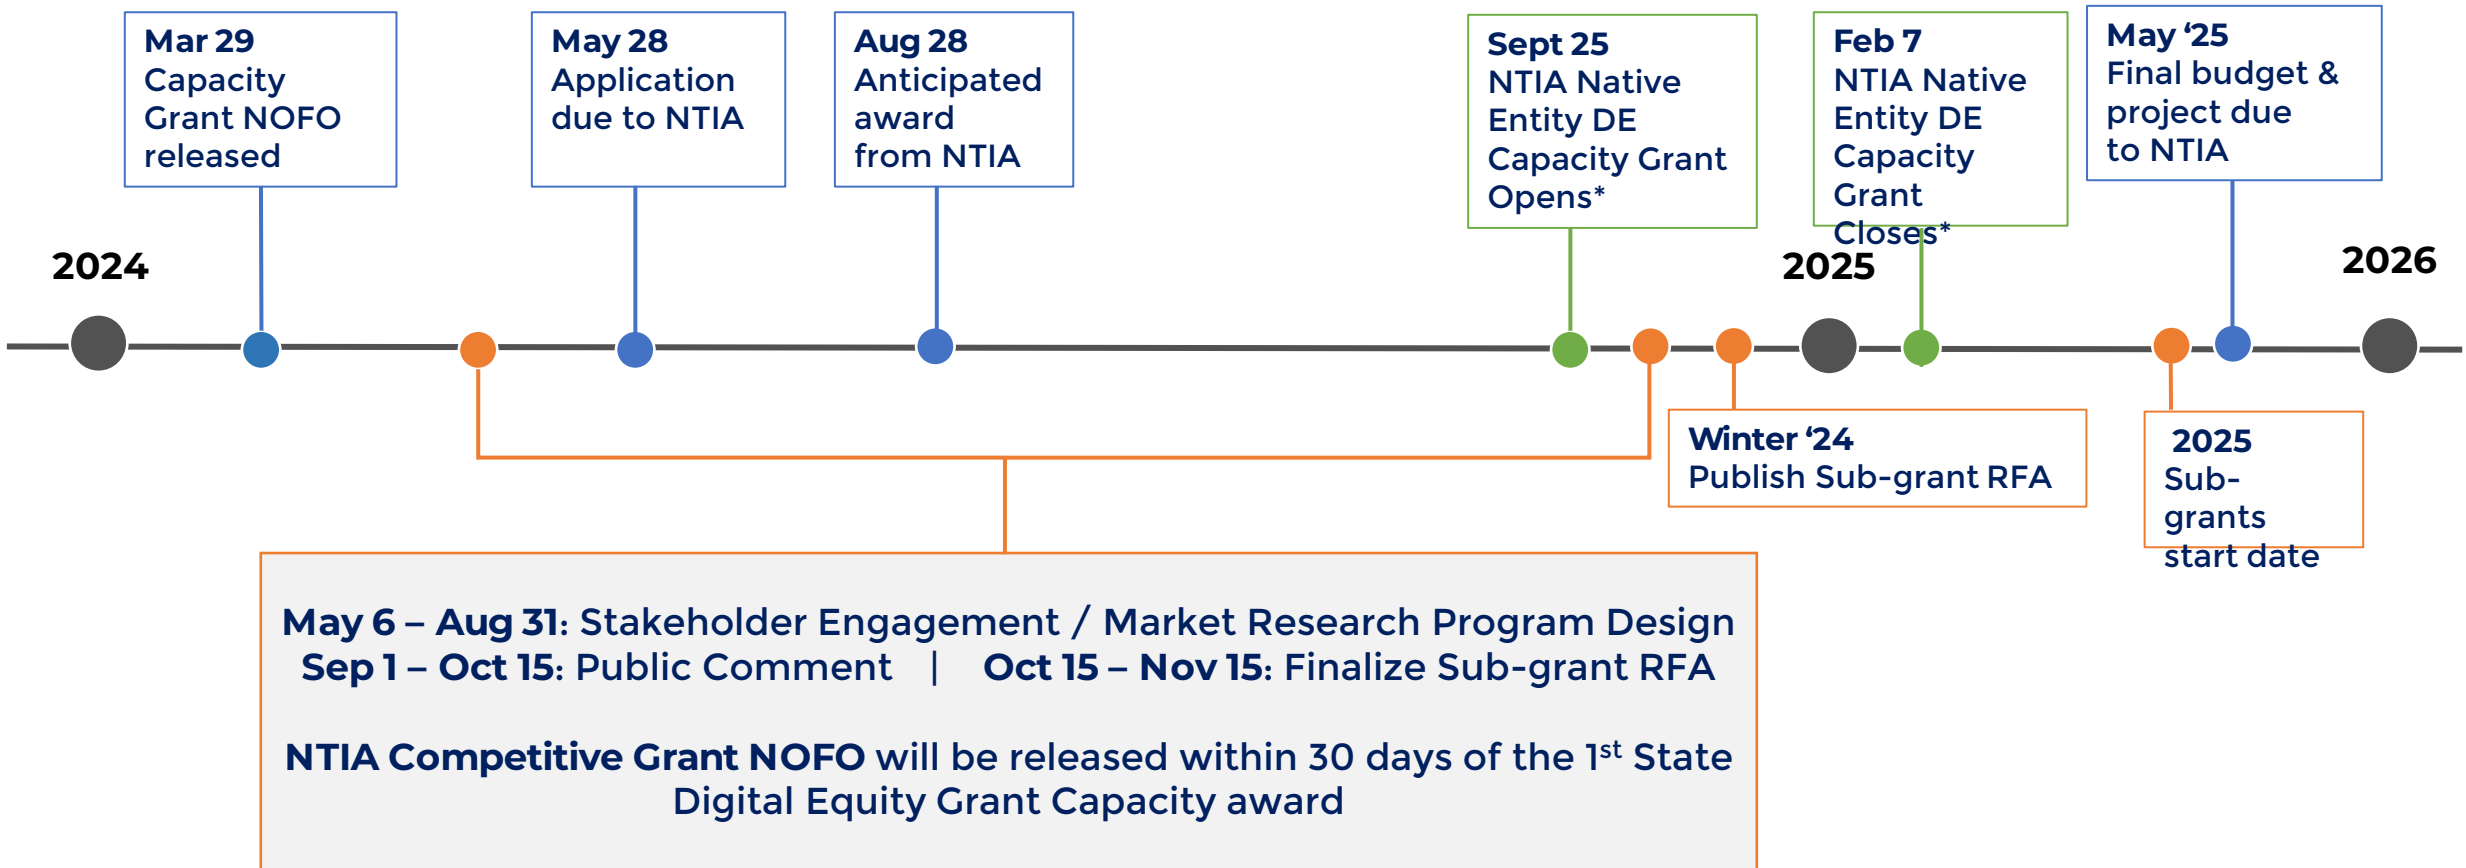 Mar 29
Capacity
Grant NOFO
released
May 28
Application
due to NTIA
Aug 28
Anticipated
award
from NTIA
Sept 25
NTIA Native
Entity DE
Capacity Grant
Opens*
Feb 7
NTIA Native
Entity DE
Capacity
Grant
Closes*
May ‘25
Final budget &
project due
to NTIA
2024
2025
2026
Winter ‘24
Publish Sub-grant RFA
2025
Sub-
grants
start date
May 6 – Aug 31: Stakeholder Engagement / Market Research Program Design
Sep 1 – Oct 15: Public Comment | Oct 15 – Nov 15: Finalize Sub-grant RFA
NTIA Competitive Grant NOFO will be released within 30 days of the 1st State
Digital Equity Grant Capacity award